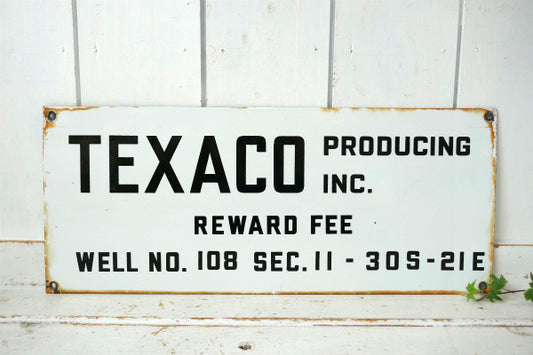 TEXACO PRODUCING INC.
REWARD FEE
WELL NO. 108 SEC. 11 - 30S-21E